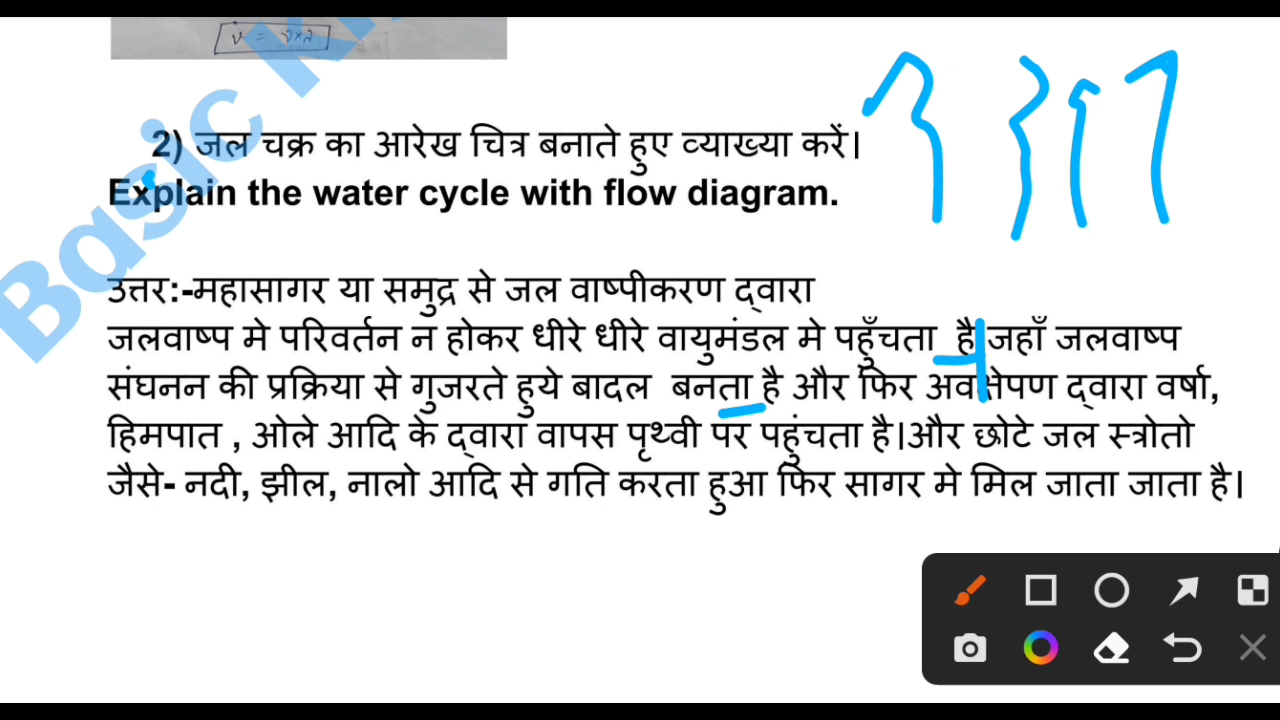 2) जल चक्र का आरेख चित्र बनाते हुए व्याख्या करें।
Explain the water cycle with flow diagram.
उत्तर:-महासागर या समुद्र से जल वाष्पीकरण द्वारा
जलवाष्प मे परिवर्तन न होकर धीरे धीरे वायुमंडल मे पहुँचता है जहाँ जलवाष्प
संघनन की प्रक्रिया से गुजरते हुये बादल बनता है और फिर अवक्षेपण द्वारा वर्षा,
हिमपात , ओले आदि के द्वारा वापस पृथ्वी पर पहुंचता है।और छोटे जल स्त्रोतो
जैसे- नदी, झील, नालो आदि से गति करता हुआ फिर सागर मे मिल जाता जाता है।
Basic